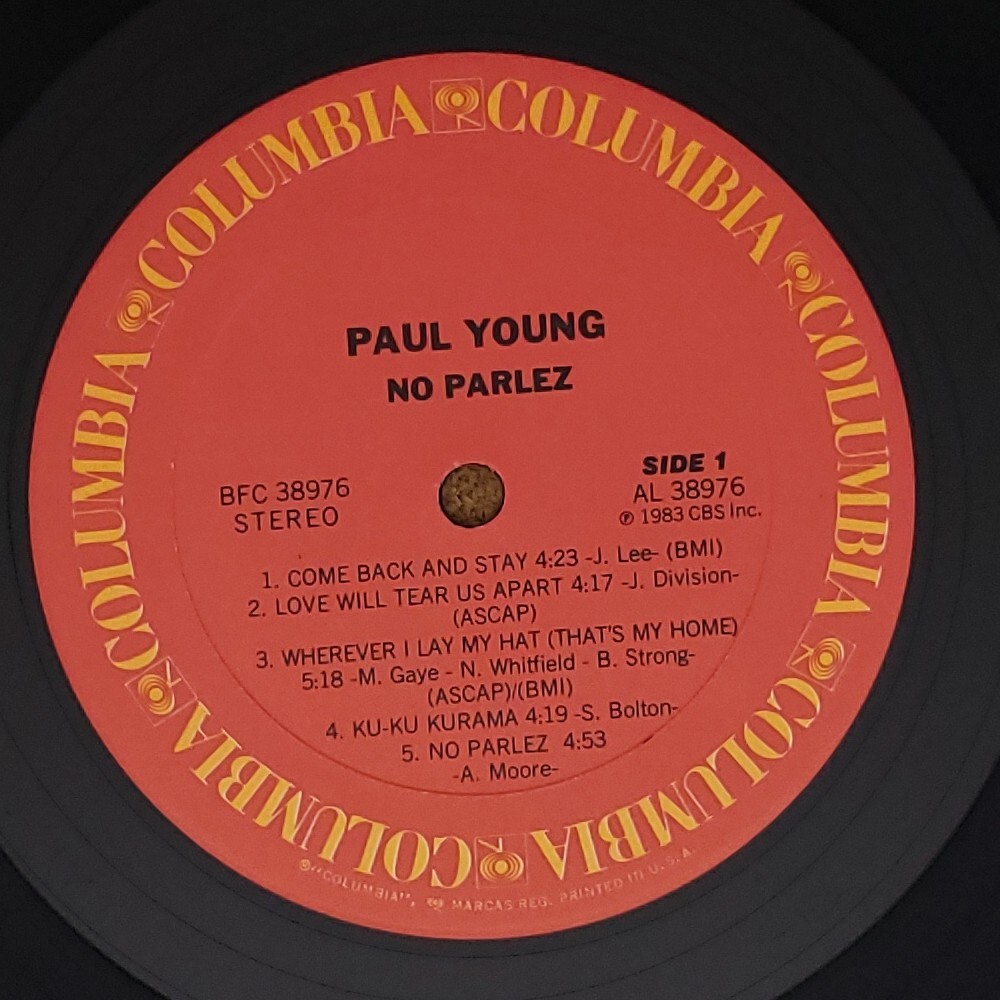 COLUMBIA COLUMBIA COLUMBIA COLUMBIA COLUMBIA COLUMBIA
PAUL YOUNG
NO PARLEZ
BFC 38976
STEREO
SIDE 1
AL 38976
℗ 1983 CBS Inc.
1. COME BACK AND STAY 4:23 -J. Lee- (BMI)
2. LOVE WILL TEAR US APART 4:17 -J. Division-
(ASCAP)
3. WHEREVER I LAY MY HAT (THAT'S MY HOME)
5:18 -M. Gaye - N. Whitfield - B. Strong-
(ASCAP)/(BMI)
4. KU-KU KURAMA 4:19 -S. Bolton-
5. NO PARLEZ 4:53
-A. Moore-
®"COLUMBIA", MARCAS REG. PRINTED IN U.S.A.